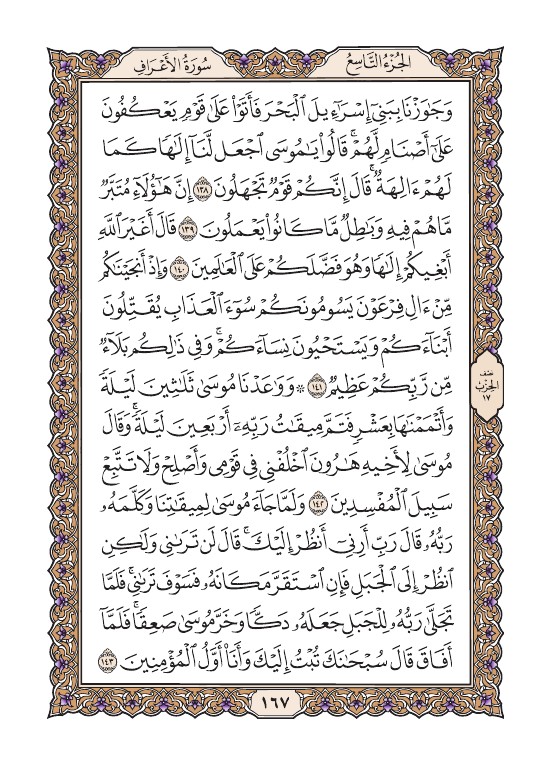 الجُزْءُ التَّاسِعُ
سُورَةُ الأَعْرَافِ
وَجَٰوَزْنَا بِبَنِىٓ إِسْرَٰٓءِيلَ ٱلْبَحْرَ فَأَتَوْا۟ عَلَىٰ قَوْمٍ يَعْكُفُونَ
عَلَىٰٓ أَصْنَامٍ لَّهُمْ ۚ قَالُوا۟ يَٰمُوسَى ٱجْعَل لَّنَآ إِلَٰهًا كَمَا
لَهُمْ ءَالِهَةٌ ۚ قَالَ إِنَّكُمْ قَوْمٌ تَجْهَلُونَ ١٣٨ إِنَّ هَٰٓؤُلَآءِ مُتَبَّرٌ
مَّا هُمْ فِيهِ وَبَٰطِلٌ مَّا كَانُوا۟ يَعْمَلُونَ ١٣٩ قَالَ أَغَيْرَ ٱللَّهِ
أَبْغِيكُمْ إِلَٰهًا وَهُوَ فَضَّلَكُمْ عَلَى ٱلْعَٰلَمِينَ ١٤٠ وَإِذْ أَنجَيْنَٰكُم
مِّنْ ءَالِ فِرْعَوْنَ يَسُومُونَكُمْ سُوٓءَ ٱلْعَذَابِ يُقَتِّلُونَ
أَبْنَآءَكُمْ وَيَسْتَحْيُونَ نِسَآءَكُمْ ۚ وَفِى ذَٰلِكُم بَلَآءٌ
مِّن رَّبِّكُمْ عَظِيمٌ ١٤١ ۞ وَوَٰعَدْنَا مُوسَىٰ ثَلَٰثِينَ لَيْلَةً
وَأَتْمَمْنَٰهَا بِعَشْرٍ فَتَمَّ مِيقَٰتُ رَبِّهِۦٓ أَرْبَعِينَ لَيْلَةً ۚ وَقَالَ
مُوسَىٰ لِأَخِيهِ هَٰرُونَ ٱخْلُفْنِى فِى قَوْمِى وَأَصْلِحْ وَلَا تَتَّبِعْ
سَبِيلَ ٱلْمُفْسِدِينَ ١٤٢ وَلَمَّا جَآءَ مُوسَىٰ لِمِيقَٰتِنَا وَكَلَّمَهُۥ
رَبُّهُۥ قَالَ رَبِّ أَرِنِىٓ أَنظُرْ إِلَيْكَ ۚ قَالَ لَن تَرَىٰنِى وَلَٰكِنِ
ٱنظُرْ إِلَى ٱلْجَبَلِ فَإِنِ ٱسْتَقَرَّ مَكَانَهُۥ فَسَوْفَ تَرَىٰنِى ۚ فَلَمَّا
تَجَلَّىٰ رَبُّهُۥ لِلْجَبَلِ جَعَلَهُۥ دَكًّا وَخَرَّ مُوسَىٰ صَعِقًا ۚ فَلَمَّآ
أَفَاقَ قَالَ سُبْحَٰنَكَ تُبْتُ إِلَيْكَ وَأَنَا۠ أَوَّلُ ٱلْمُؤْمِنِينَ ١٤٣
نصف
الحزب
١٧
١٦٧